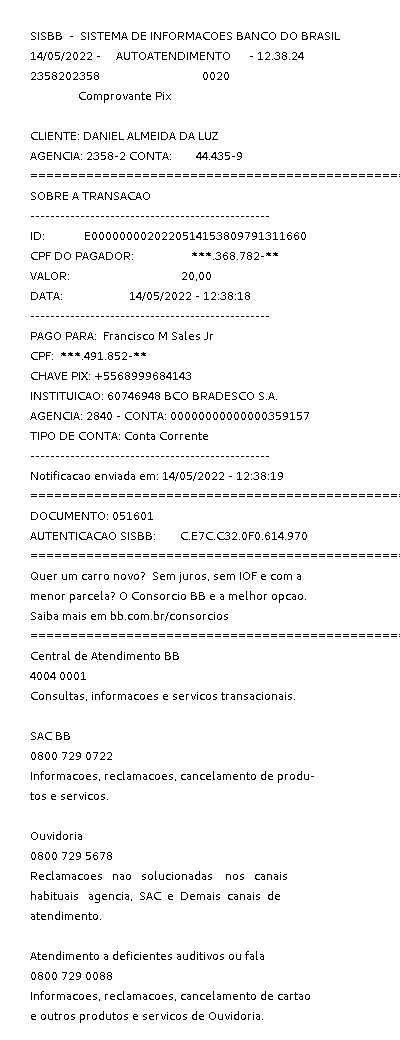 SISBB - SISTEMA DE INFORMACOES BANCO DO BRASIL
14/05/2022 - AUTOATENDIMENTO - 12.38.24
2358202358 0020
Comprovante Pix
CLIENTE: DANIEL ALMEIDA DA LUZ
AGENCIA: 2358-2 CONTA: 44.435-9
================================================
SOBRE A TRANSACAO
------------------------------------------------
ID: E00000000202205141538097913​11660
CPF DO PAGADOR: ***.368.782-**
VALOR: 20,00
DATA: 14/05/2022 - 12:38:18
------------------------------------------------
PAGO PARA: Francisco M Sales Jr
CPF: ***.491.852-**
CHAVE PIX: +5568999684143
INSTITUICAO: 60746948 BCO BRADESCO S.A.
AGENCIA: 2840 - CONTA: 00000000000000359157
TIPO DE CONTA: Conta Corrente
------------------------------------------------
Notificacao enviada em: 14/05/2022 - 12:38:19
================================================
DOCUMENTO: 051601
AUTENTICACAO SISBB: C.E7C.C32.0F0.614.970
================================================
Quer um carro novo? Sem juros, sem IOF e com a
menor parcela? O Consorcio BB e a melhor opcao.
Saiba mais em bb.com.br/consorcios
================================================
Central de Atendimento BB
4004 0001
Consultas, informacoes e servicos transacionais.
SAC BB
0800 729 0722
Informacoes, reclamacoes, cancelamento de produ-
tos e servicos.
Ouvidoria
0800 729 5678
Reclamacoes nao solucionadas nos canais
habituais agencia, SAC e Demais canais de
atendimento.
Atendimento a deficientes auditivos ou fala
0800 729 0088
Informacoes, reclamacoes, cancelamento de cartao
e outros produtos e servicos de Ouvidoria.